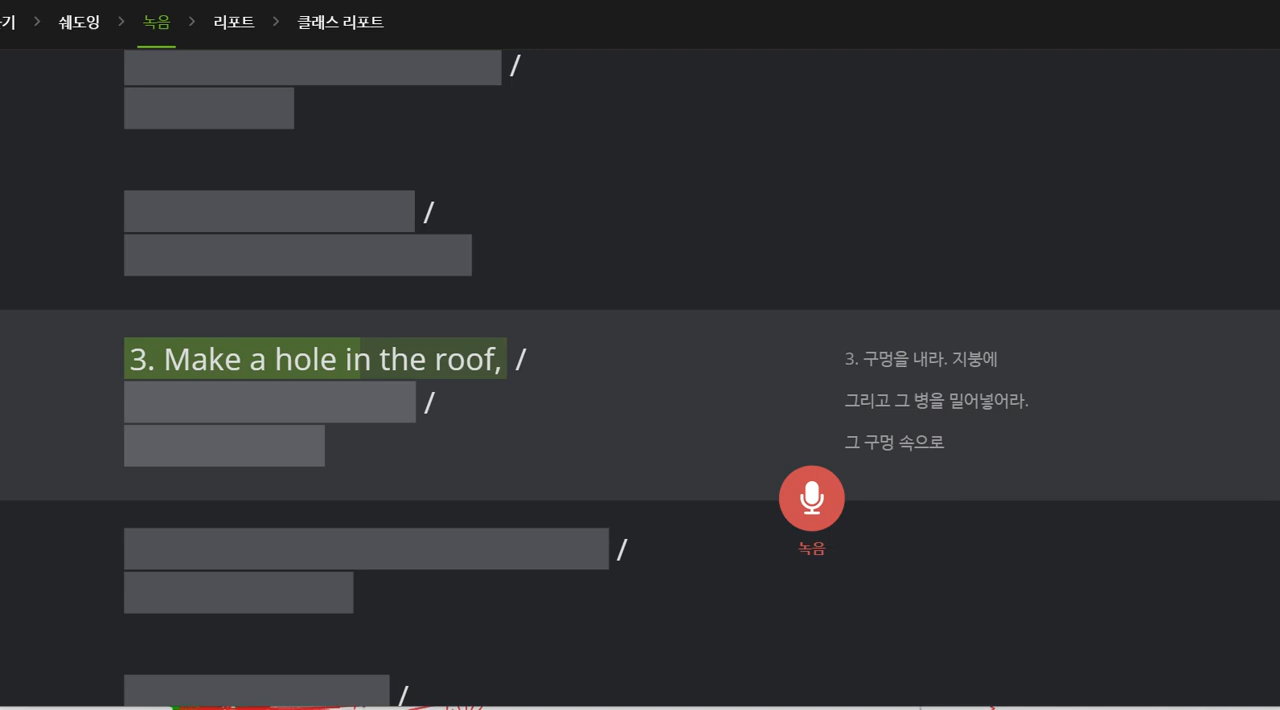 쉐도잉 > 녹음 > 리포트 > 클래스 리포트
/
/
3. Make a hole in the roof, /
/
3. 구멍을 내라. 지붕에
그리고 그 병을 밀어넣어라.
그 구멍 속으로
녹음
/
/